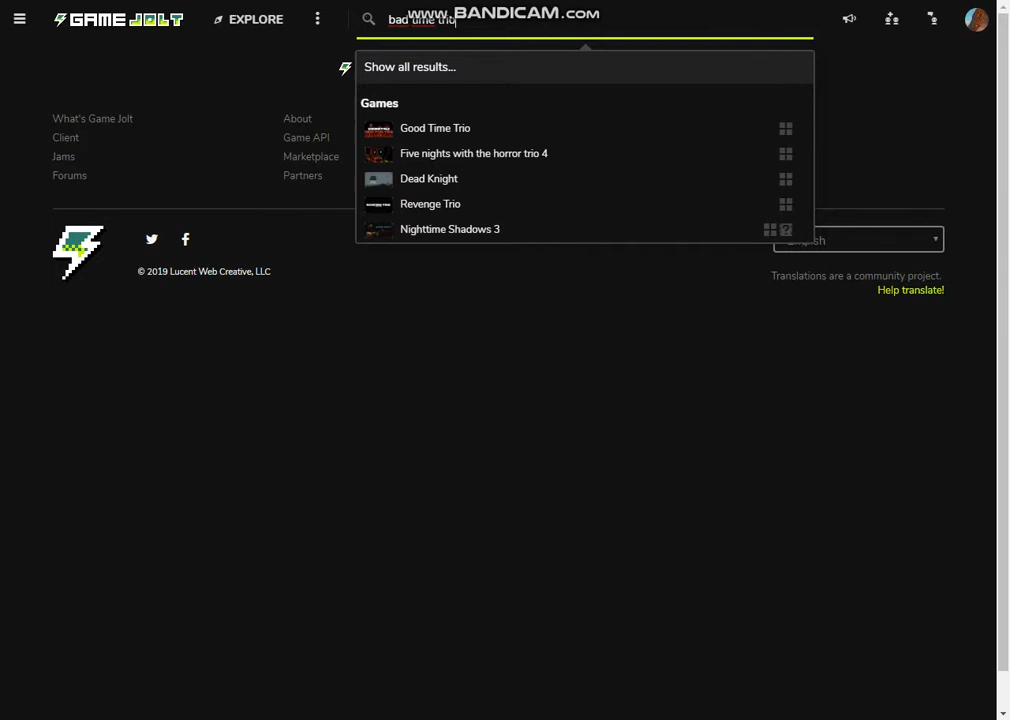 GAME JOLT
EXPLORE
bad time trio
WWW.BANDICAM.COM
Show all results...
Games
Good Time Trio
Five nights with the horror trio 4
Dead Knight
Revenge Trio
Nighttime Shadows 3
What's Game Jolt
Client
Jams
Forums
About
Game API
Marketplace
Partners
© 2019 Lucent Web Creative, LLC
English
Translations are a community project.
Help translate!